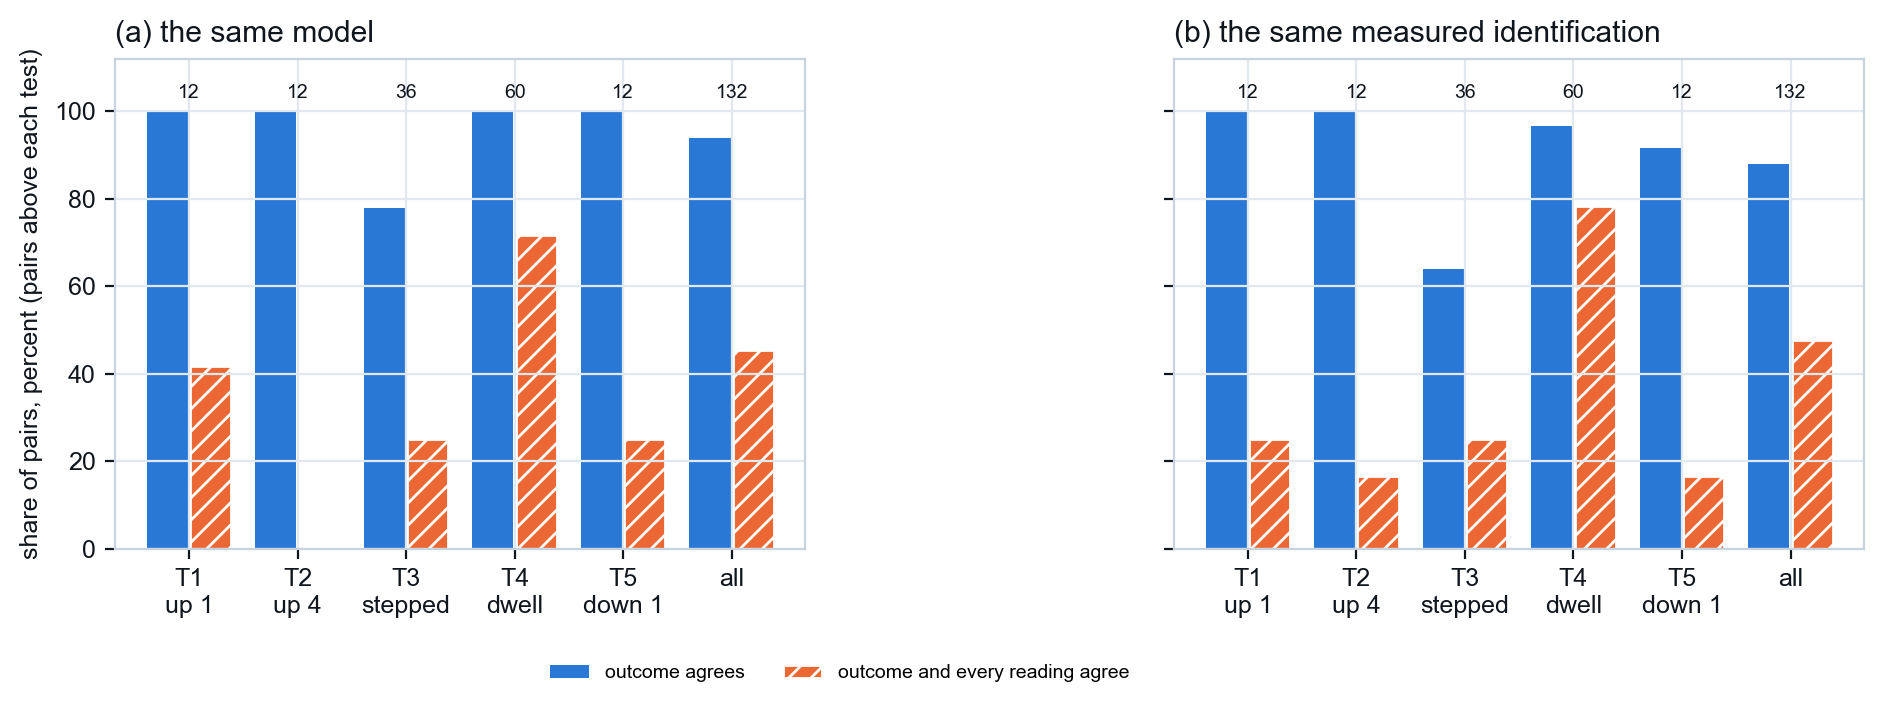 (a) the same model
share of pairs, percent (pairs above each test)
100
80
60
40
20
0
12 12 36 60 12 132
T1 T2 T3 T4 T5 all
up 1 up 4 stepped dwell down 1
(b) the same measured identification
12 12 36 60 12 132
T1 T2 T3 T4 T5 all
up 1 up 4 stepped dwell down 1
outcome agrees outcome and every reading agree